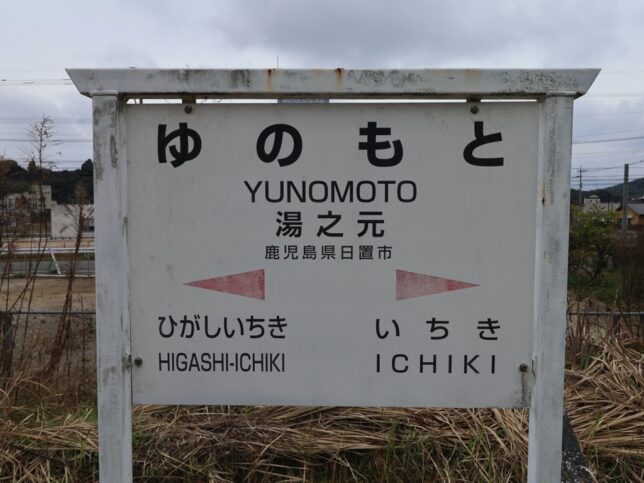 ゆのもと
YUNOMOTO
湯之元
鹿児島県日置市
ひがしいちき いちき
HIGASHI-ICHIKI ICHIKI